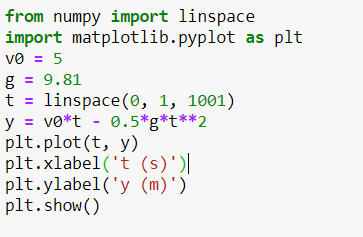 from numpy import linspace
import matplotlib.pyplot as plt
v0 = 5
g = 9.81
t = linspace(0, 1, 1001)
y = v0*t - 0.5*g*t**2
plt.plot(t, y)
plt.xlabel('t (s)')
plt.ylabel('y (m)')
plt.show()